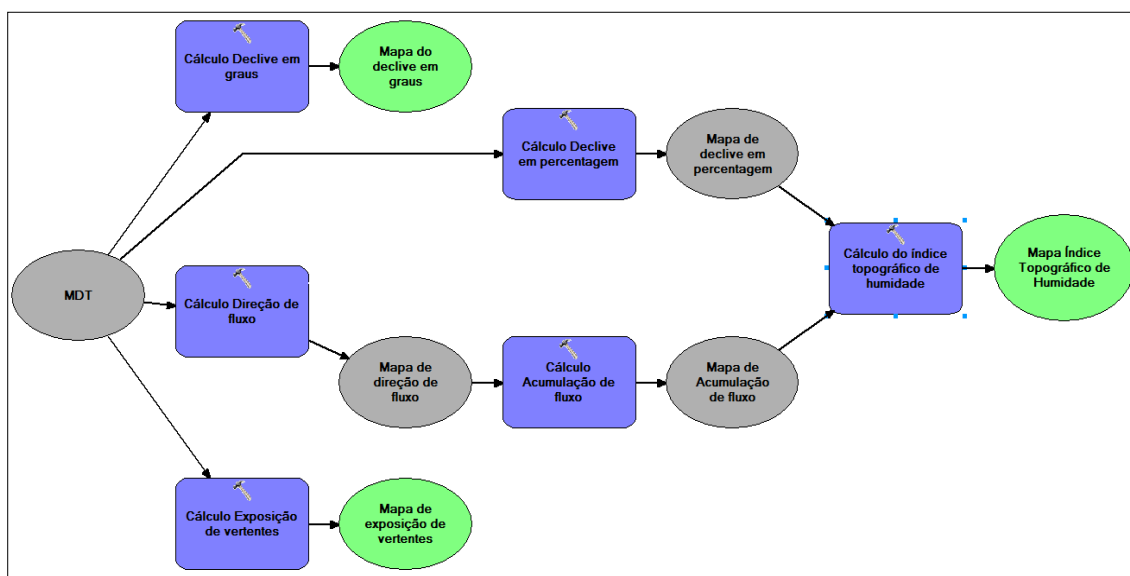 Cálculo Declive em
graus
Mapa do
declive em
graus
Cálculo Declive
em percentagem
Mapa de
declive em
percentagem
Cálculo do índice
topográfico de
humidade
Mapa Índice
Topográfico de
Humidade
MDT
Cálculo Direção de
fluxo
Mapa de
direção de
fluxo
Cálculo
Acumulação de
fluxo
Mapa de
Acumulação
de fluxo
Cálculo Exposição
de vertentes
Mapa de
exposição de
vertentes